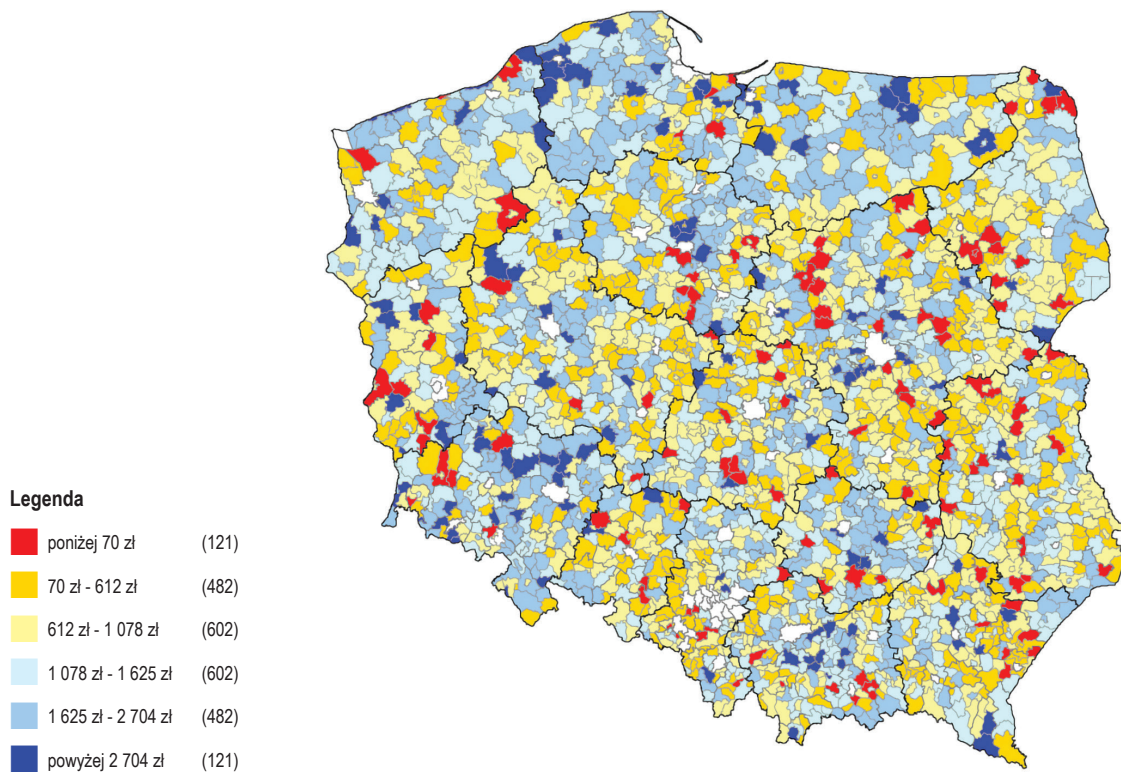 Legenda
poniżej 70 zł (121)
70 zł - 612 zł (482)
612 zł - 1 078 zł (602)
1 078 zł - 1 625 zł (602)
1 625 zł - 2 704 zł (482)
powyżej 2 704 zł (121)